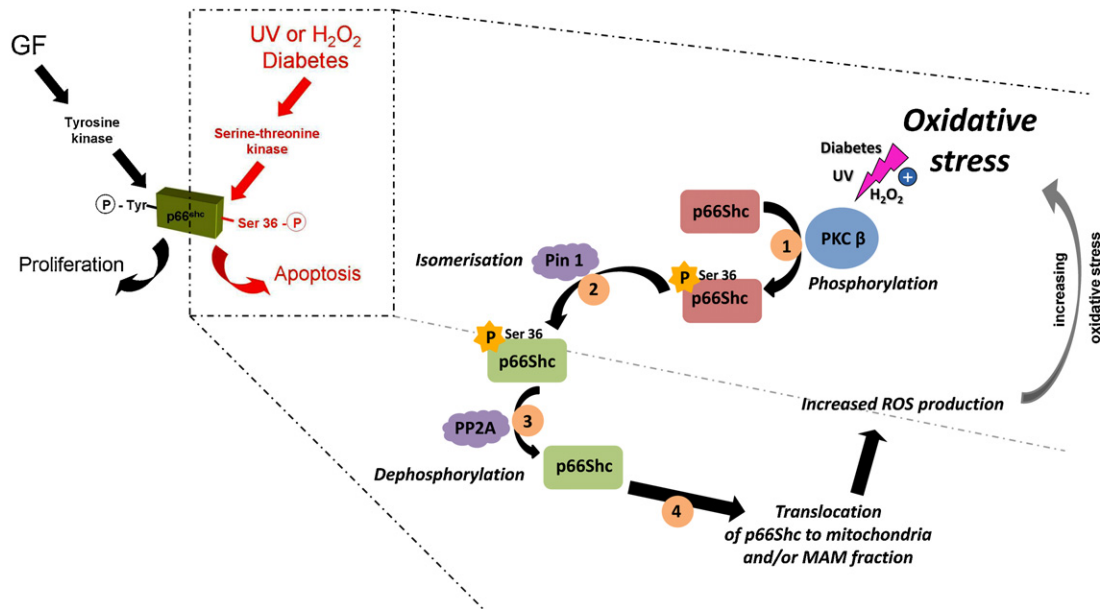 GF
Tyrosine
kinase
P - Tyr
p66shc
Proliferation
UV or H2O2
Diabetes
Serine-threonine
kinase
Ser 36 - P
Apoptosis
Oxidative
stress
Diabetes
UV
H2O2
+
p66Shc
1
PKC β
Phosphorylation
P Ser 36
p66Shc
Isomerisation
Pin 1
2
P Ser 36
p66Shc
PP2A
3
Dephosphorylation
p66Shc
4
Translocation
of p66Shc to mitochondria
and/or MAM fraction
Increased ROS production
increasing
oxidative stress